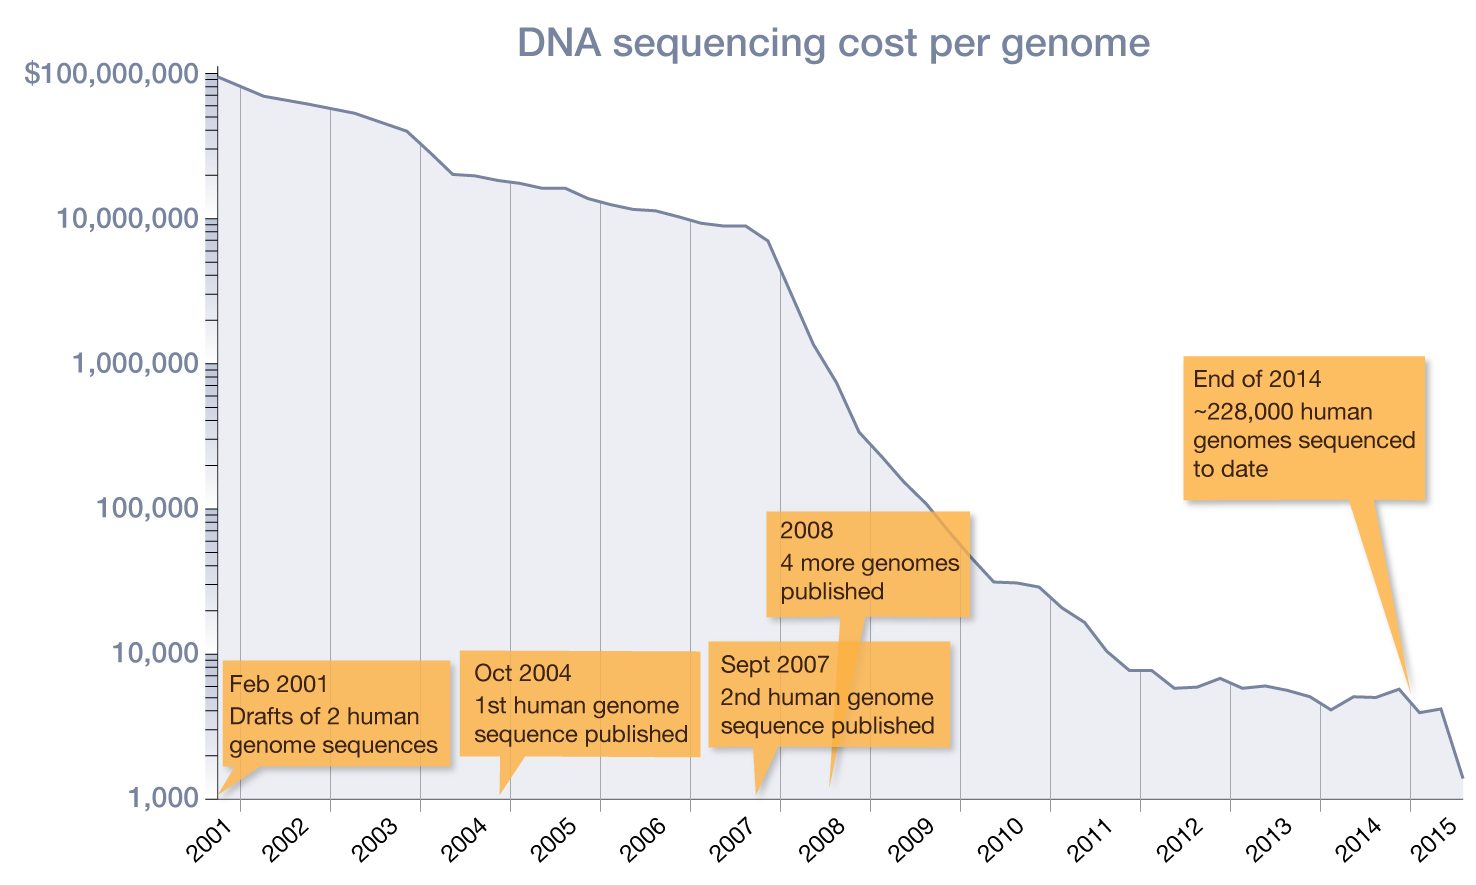 DNA sequencing cost per genome
$100,000,000
10,000,000
1,000,000
100,000
10,000
1,000
Feb 2001
Drafts of 2 human
genome sequences
Oct 2004
1st human genome
sequence published
Sept 2007
2nd human genome
sequence published
2008
4 more genomes
published
End of 2014
~228,000 human
genomes sequenced
to date
2001
2002
2003
2004
2005
2006
2007
2008
2009
2010
2011
2012
2013
2014
2015